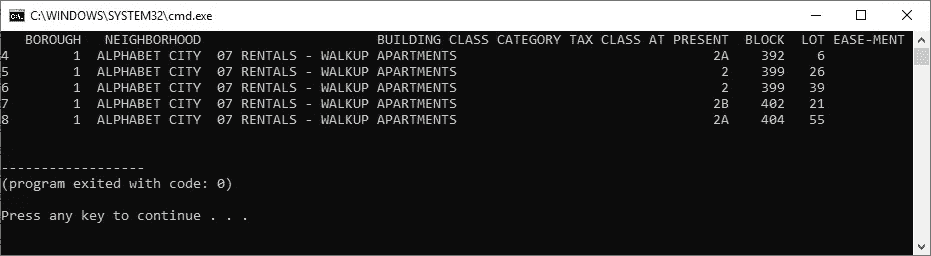 C:\WINDOWS\SYSTEM32\cmd.exe
BOROUGH NEIGHBORHOOD BUILDING CLASS CATEGORY TAX CLASS AT PRESENT BLOCK LOT EASE-MENT
4 1 ALPHABET CITY 07 RENTALS - WALKUP APARTMENTS 2A 392 6
5 1 ALPHABET CITY 07 RENTALS - WALKUP APARTMENTS 2 399 26
6 1 ALPHABET CITY 07 RENTALS - WALKUP APARTMENTS 2 399 39
7 1 ALPHABET CITY 07 RENTALS - WALKUP APARTMENTS 2B 402 21
8 1 ALPHABET CITY 07 RENTALS - WALKUP APARTMENTS 2A 404 55
------------------
(program exited with code: 0)
Press any key to continue . . .